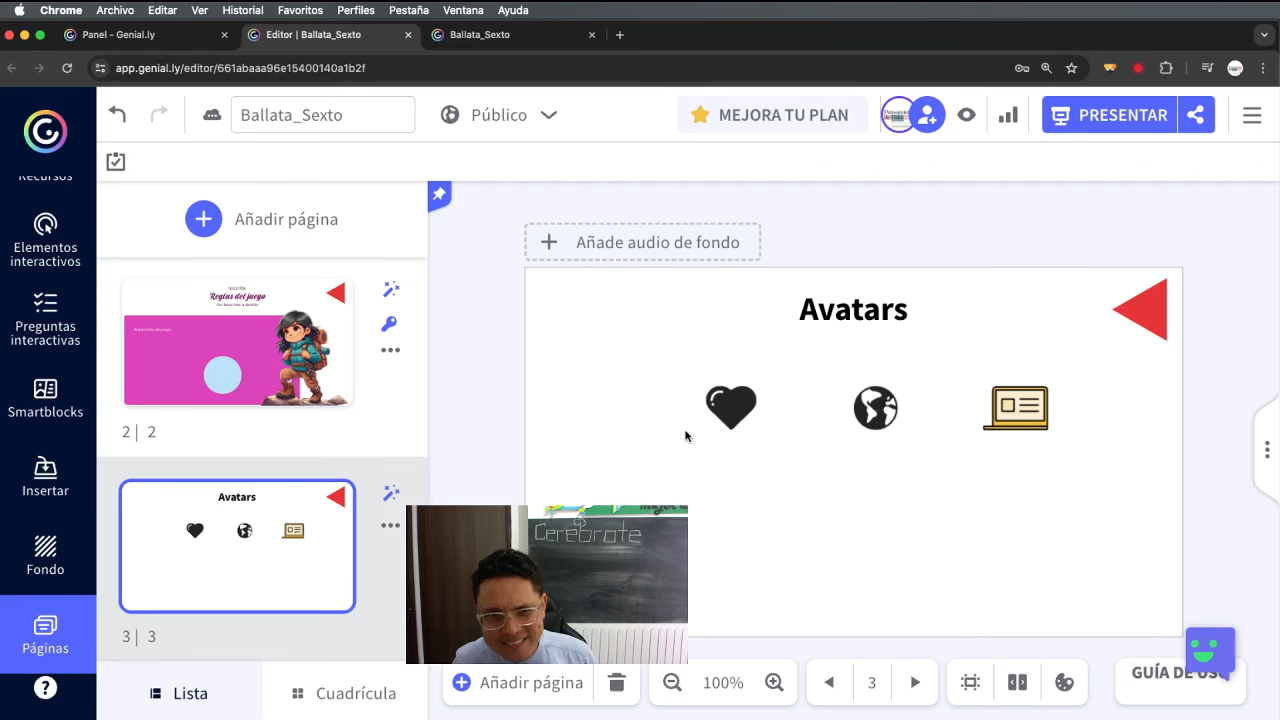 Chrome Archivo Editar Ver Historial Favoritos Perfiles Pestaña Ventana Ayuda
Panel - Genial.ly
Editor | Ballata_Sexto
Ballata_Sexto
app.genial.ly/editor/661abaaa96e15400140a1b2f
Ballata_Sexto
Público
MEJORA TU PLAN
PRESENTAR
Recursos
Elementos
interactivos
Preguntas
interactivas
Smartblocks
Insertar
Fondo
Páginas
Añadir página
SECCIÓN
Reglas del juego
2 | 2
Avatars
3 | 3
Lista
Cuadrícula
Añade audio de fondo
Avatars
Cerebrate
Añadir página
100%
3
GUÍA DE USO